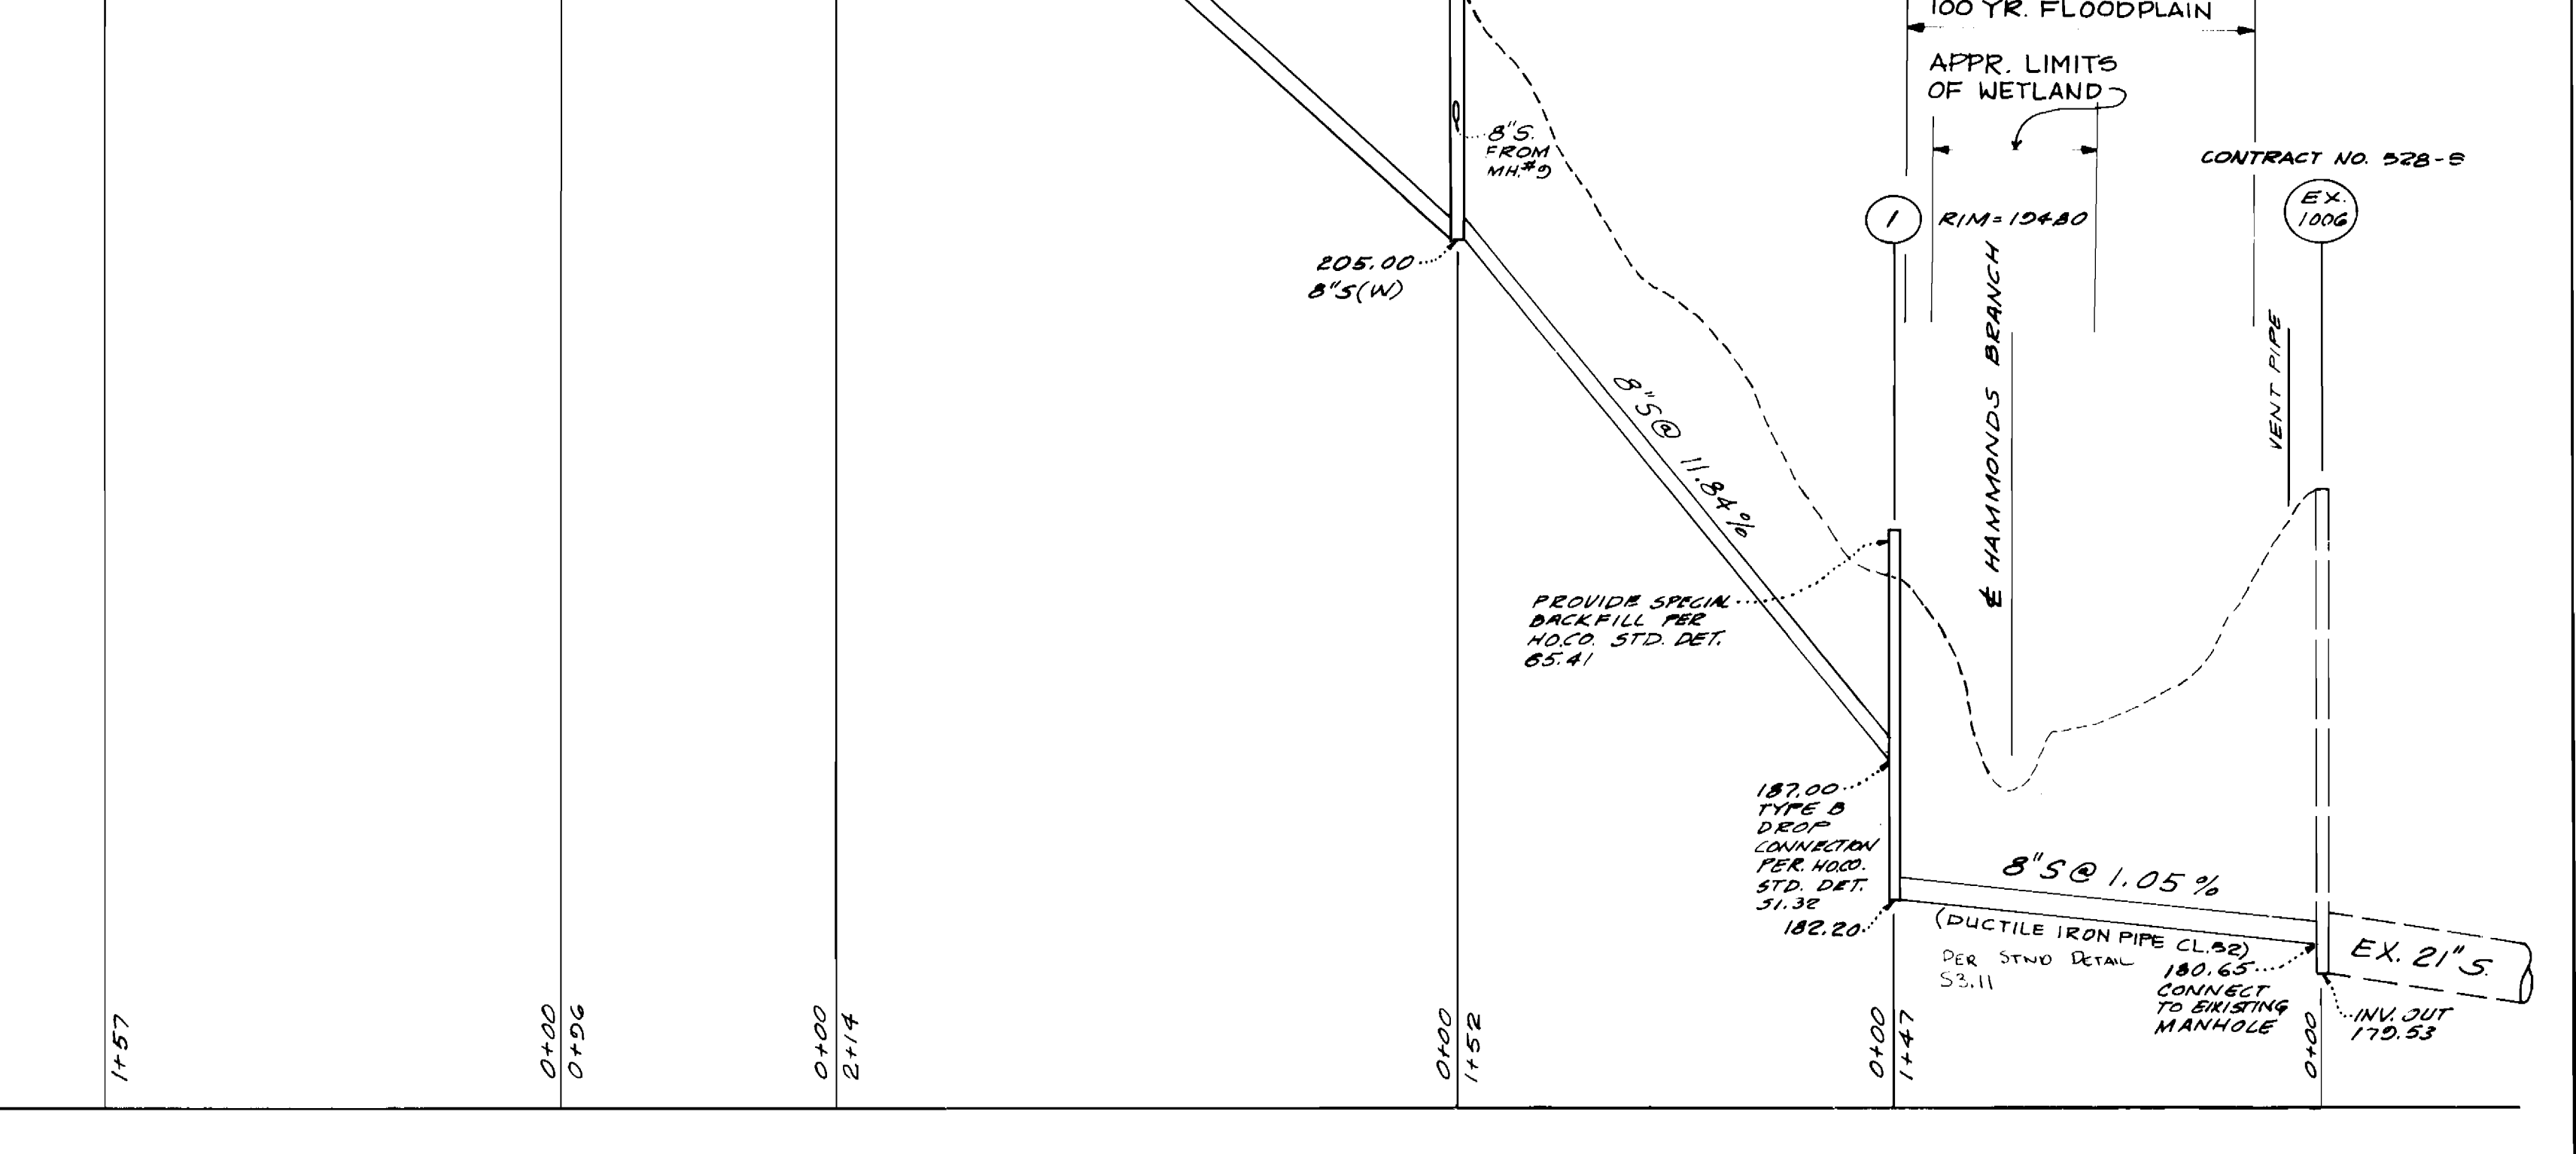 100 YR. FLOODPLAIN
APPR. LIMITS
OF WETLAND
8"S.
FROM
MH.#9
CONTRACT NO. 528-S
1
RIM=194.80
EX.
1006
205.00
8"S(W)
℄ HAMMONDS BRANCH
VENT PIPE
8"S@ 11.84%
PROVIDE SPECIAL
BACKFILL PER
HO.CO. STD. DET.
G5.41
187.00
TYPE B
DROP
CONNECTION
PER. HO.CO.
STD. DET.
S1.32
182.20
8"S@1.05%
(DUCTILE IRON PIPE CL.52)
PER STND DETAIL
S3.11
180.65
CONNECT
TO EIXISTING
MANHOLE
EX. 21"S.
INV. OUT
179.53
1+57
0+00
0+96
0+00
2+14
0+00
1+52
0+00
1+47
0+00